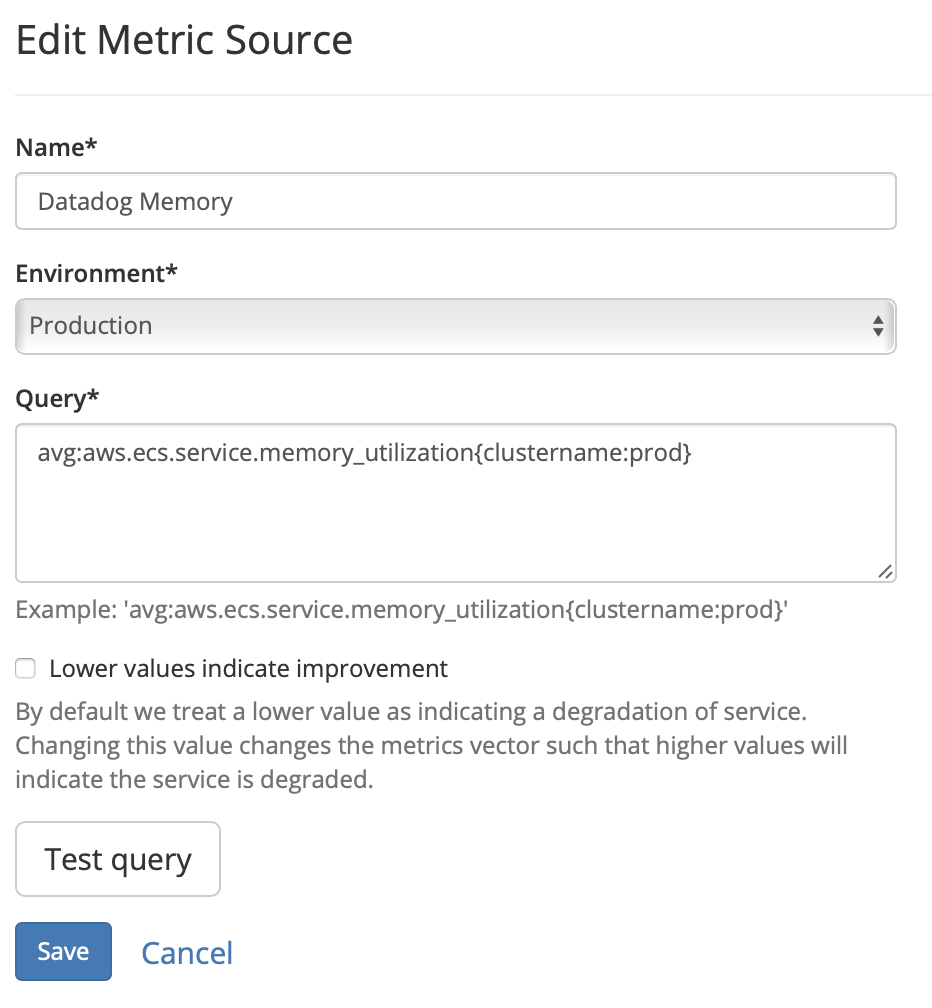 Edit Metric Source
Name*
Datadog Memory
Environment*
Production
Query*
avg:aws.ecs.service.memory_utilization{clustername:prod}
Example: 'avg:aws.ecs.service.memory_utilization{clustername:prod}'
Lower values indicate improvement
By default we treat a lower value as indicating a degradation of service.
Changing this value changes the metrics vector such that higher values will
indicate the service is degraded.
Test query
Save Cancel